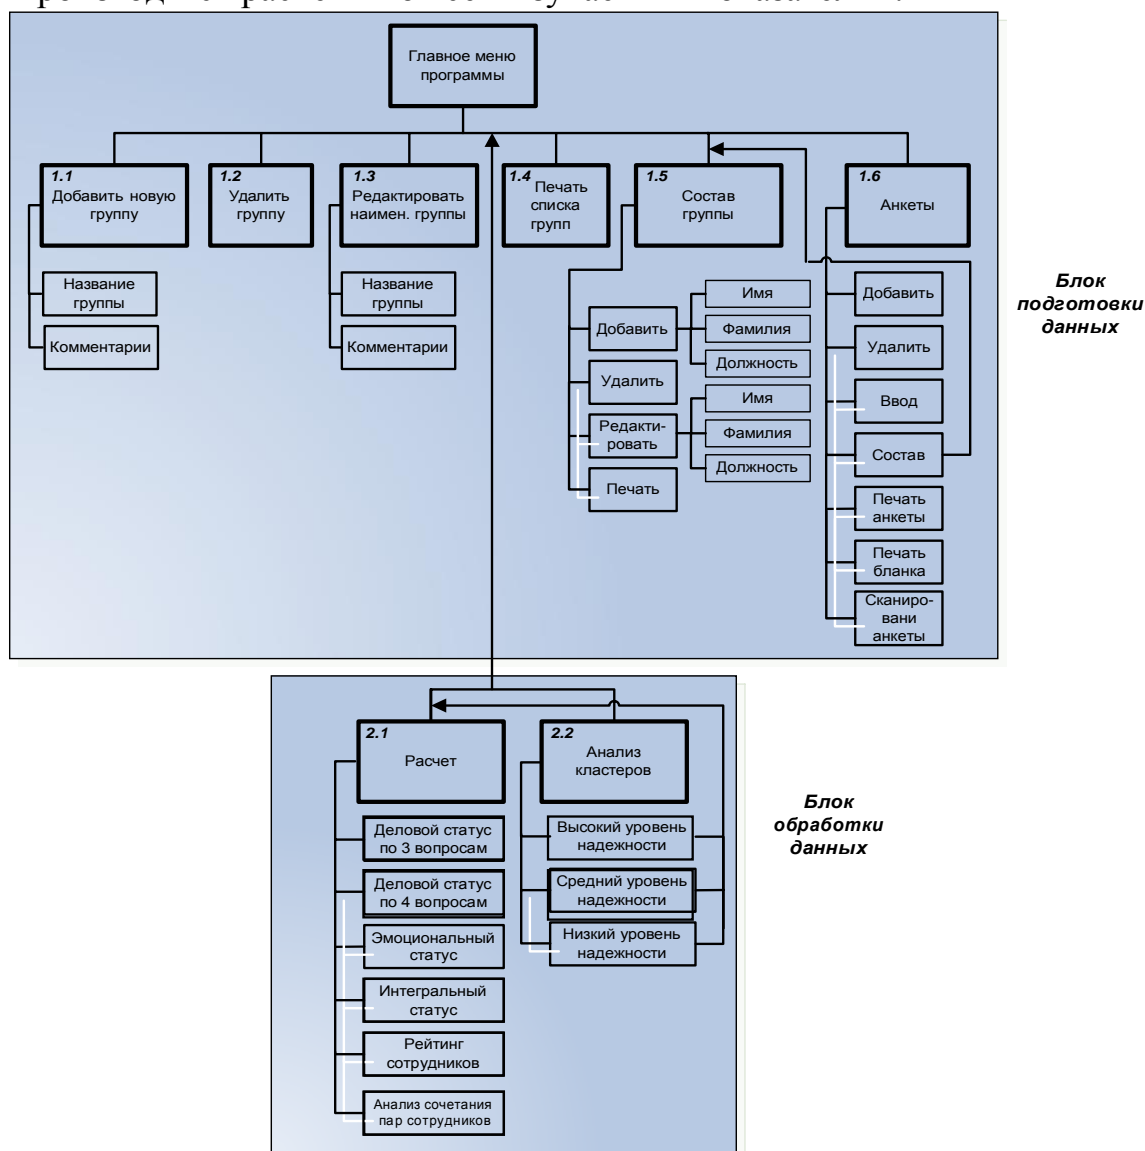 Главное меню
программы
1.1
Добавить новую
группу
1.2
Удалить
группу
1.3
Редактировать
наимен. группы
1.4
Печать
списка
групп
1.5
Состав
группы
1.6
Анкеты
Название
группы
Комментарии
Название
группы
Комментарии
Добавить
Имя
Фамилия
Должность
Удалить
Редакти-
ровать
Имя
Фамилия
Должность
Печать
Добавить
Удалить
Ввод
Состав
Печать
анкеты
Печать
бланка
Сканиро-
вани
анкеты
Блок
подготовки
данных
2.1
Расчет
2.2
Анализ
кластеров
Деловой статус
по 3 вопросам
Деловой статус
по 4 вопросам
Эмоциональный
статус
Интегральный
статус
Рейтинг
сотрудников
Анализ сочетания
пар сотрудников
Высокий уровень
надежности
Средний уровень
надежности
Низкий уровень
надежности
Блок
обработки
данных